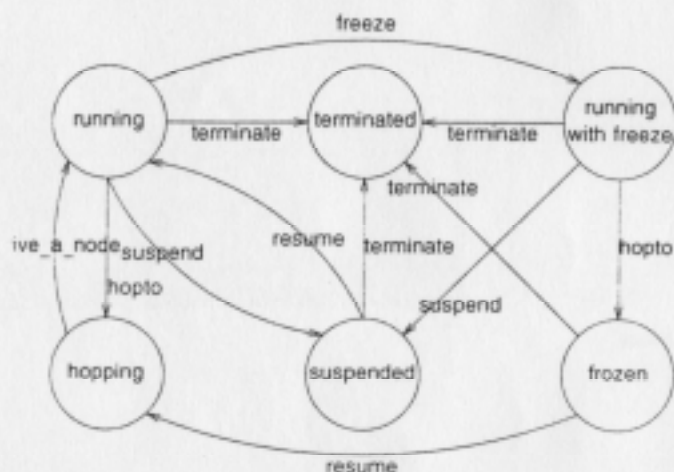 freeze
running
terminated
running
with freeze
terminate
terminate
terminate
ive_a_node
suspend
resume
terminate
hopto
hopto
suspend
hopping
suspended
frozen
resume